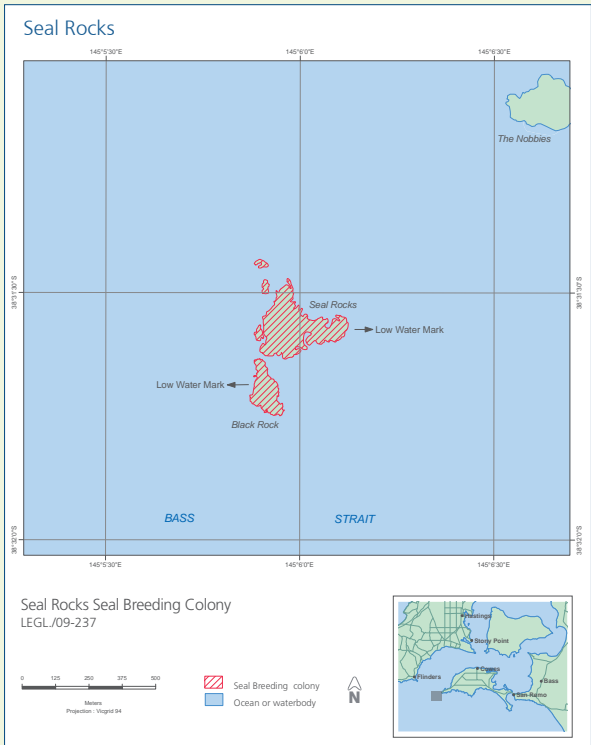 Seal Rocks
145°5'30"E
145°6'0"E
145°6'30"E
The Nobbies
38°31'30"S
38°31'30"S
Seal Rocks
Low Water Mark
Low Water Mark
Black Rock
BASS
STRAIT
38°32'0"S
38°32'0"S
145°5'30"E
145°6'0"E
145°6'30"E
Seal Rocks Seal Breeding Colony
LEGL./09-237
0 125 250 375 500
Meters
Projection : Vicgrid 94
Seal Breeding colony
Ocean or waterbody
N
Hastings
Stony Point
Cowes
Flinders
Bass
San Remo